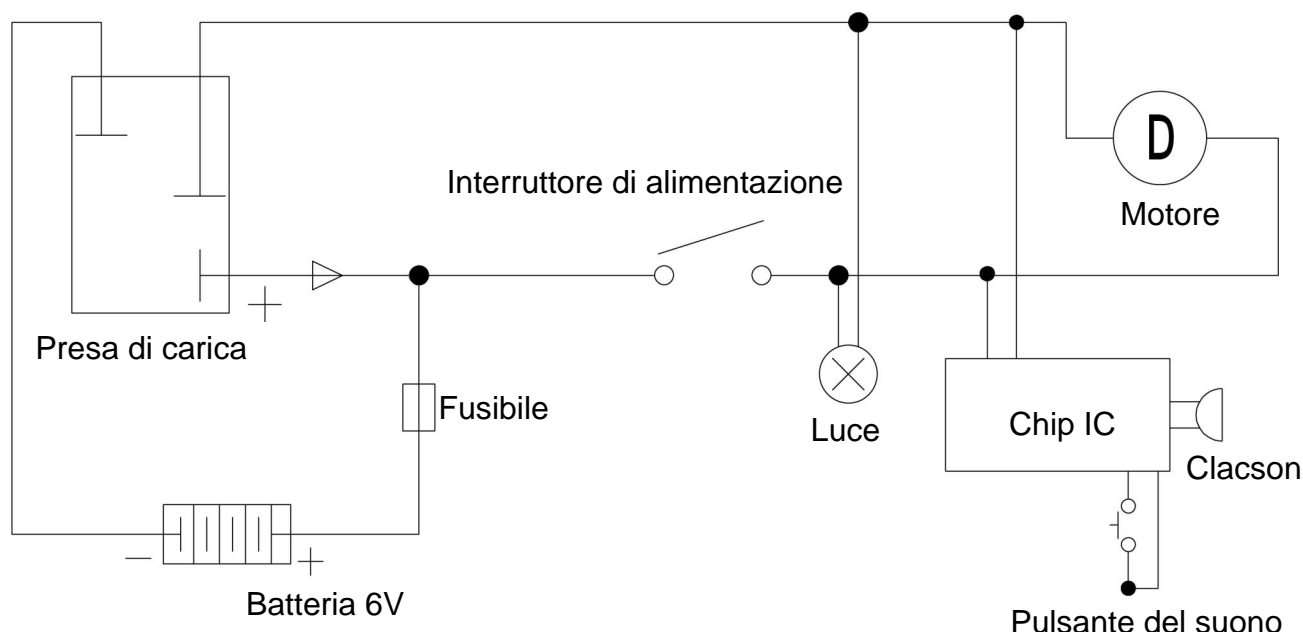 D
Interruttore di alimentazione
Motore
+
Presa di carica
Fusibile
Luce
Chip IC
Clacson
− +
Batteria 6V
Pulsante del suono